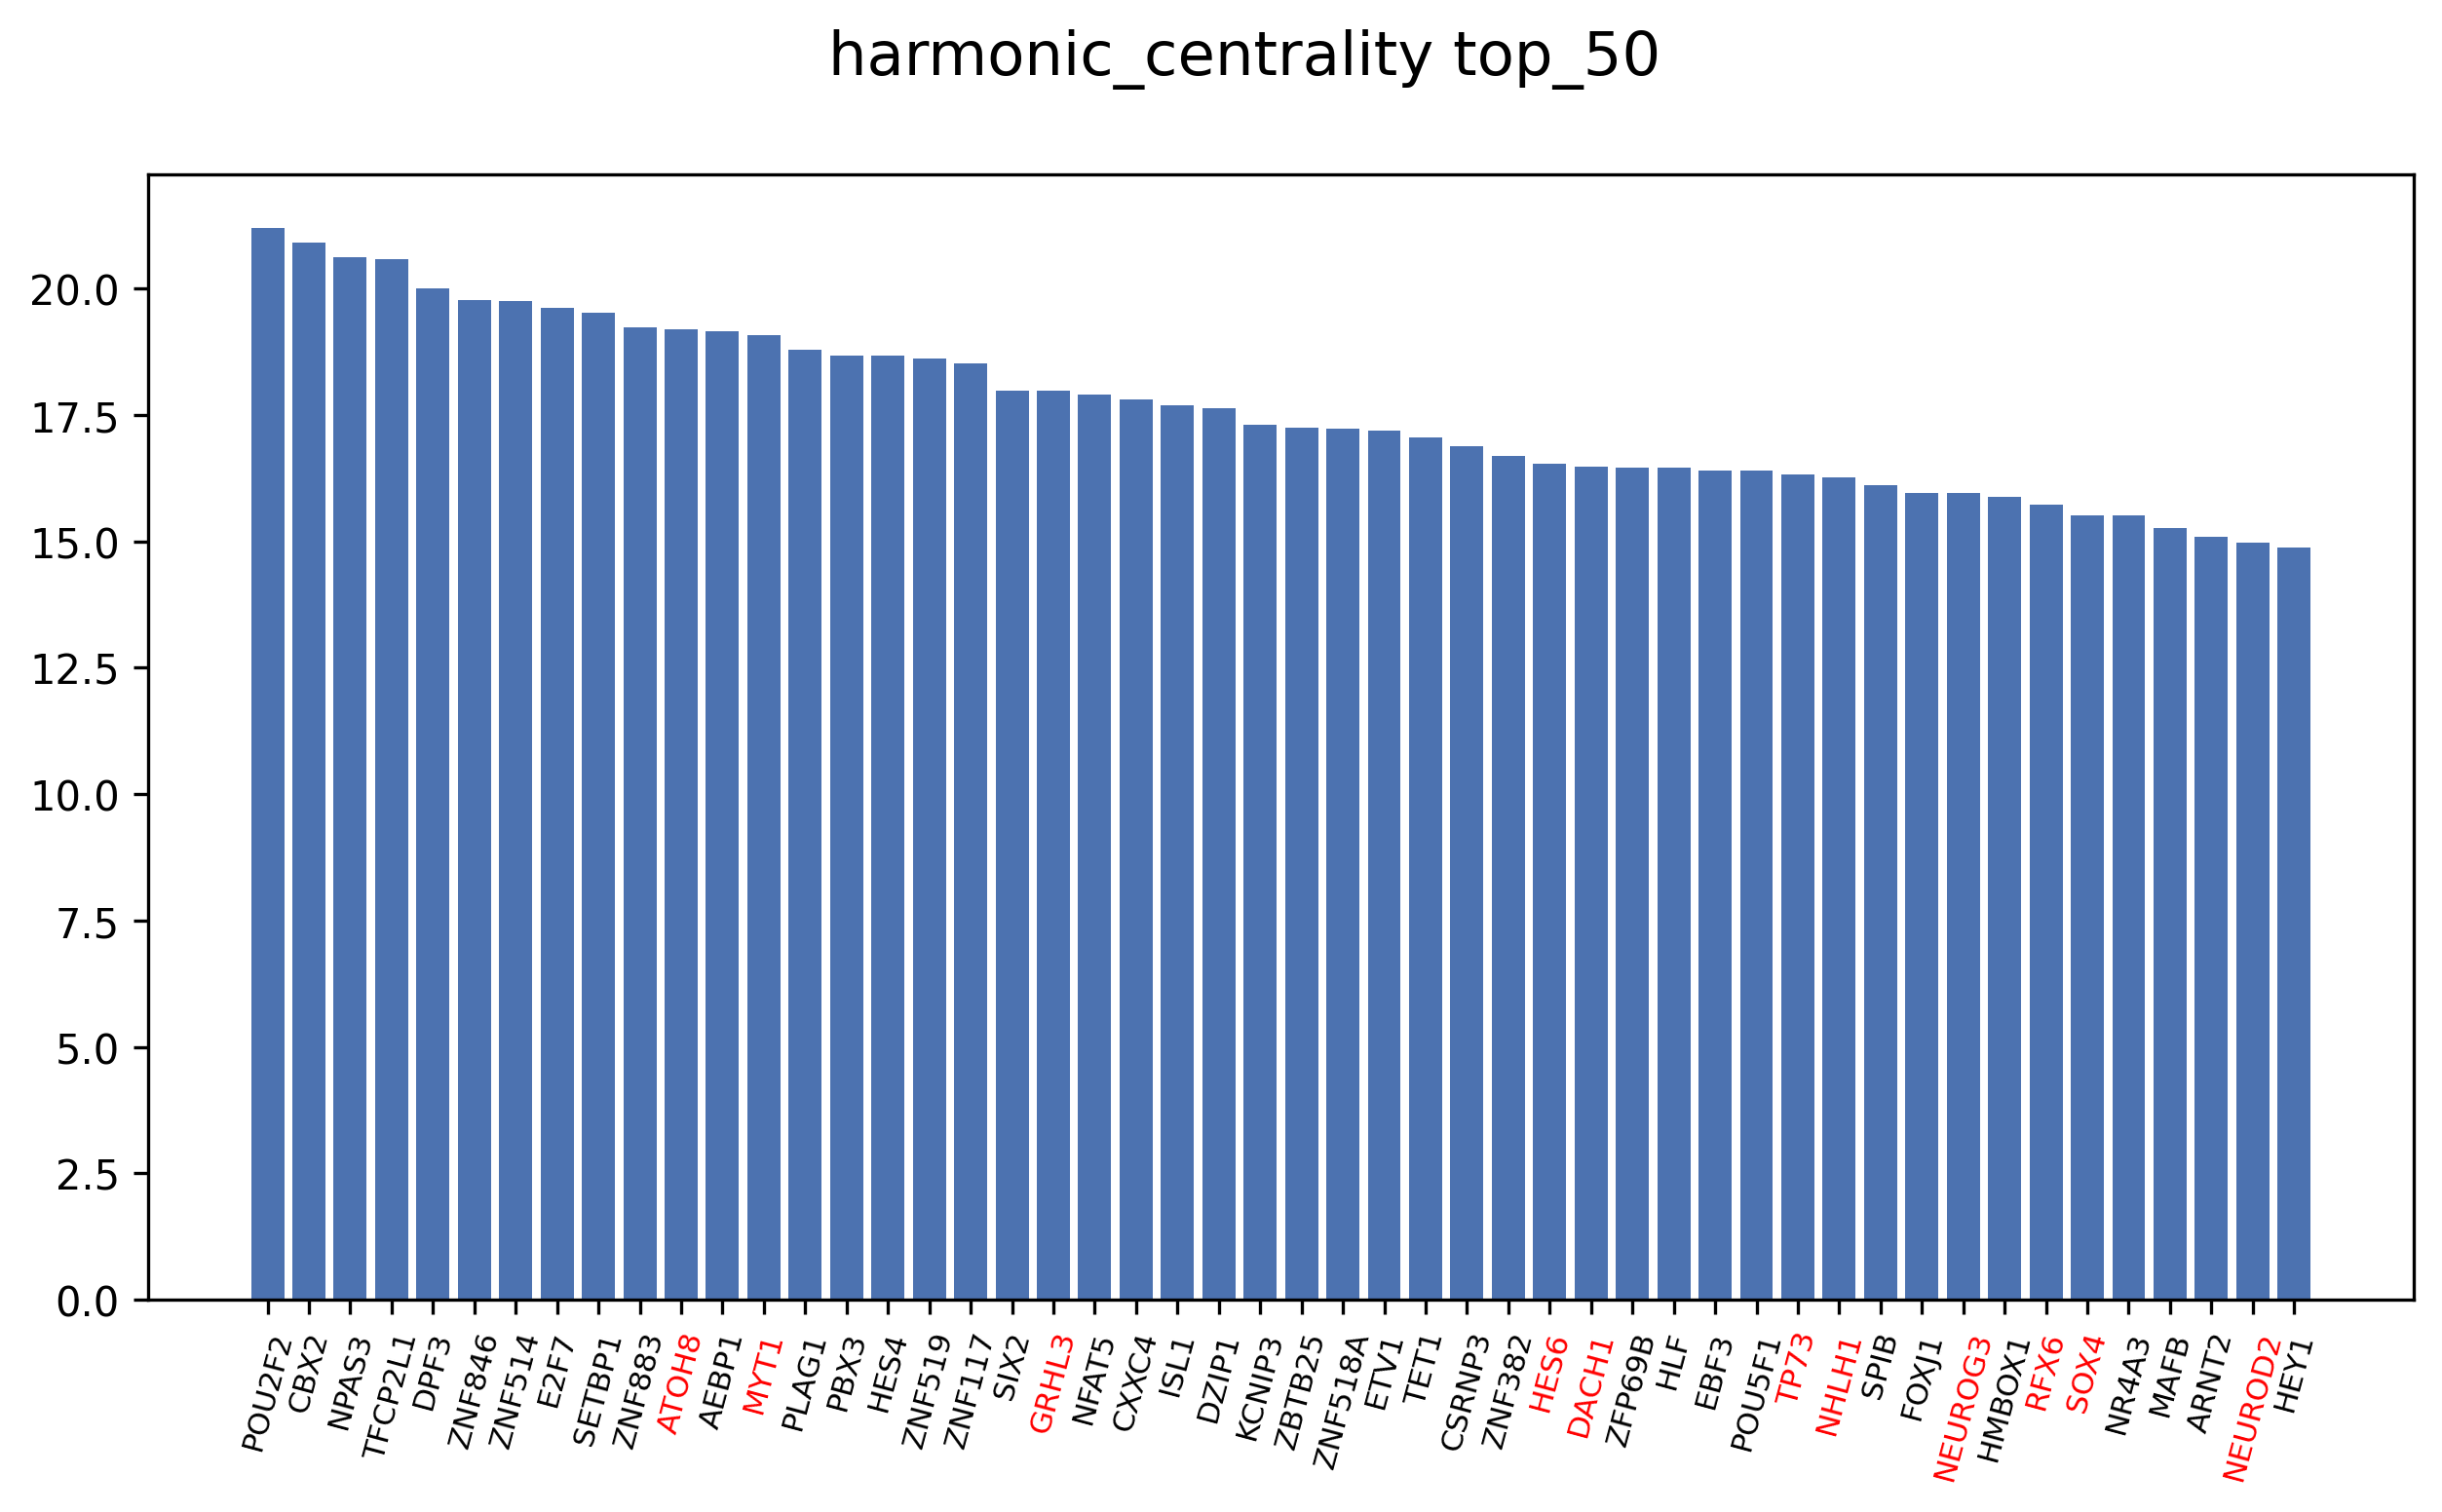 harmonic_centrality top_50
20.0
17.5
15.0
12.5
10.0
7.5
5.0
2.5
0.0
POU2F2
CBX2
NPAS3
TFCP2L1
DPF3
ZNF846
ZNF514
E2F7
SETBP1
ZNF883
ATOH8
AEBP1
MYT1
PLAG1
PBX3
HES4
ZNF519
ZNF117
SIX2
GRHL3
NFAT5
CXXC4
ISL1
DZIP1
KCNIP3
ZBTB25
ZNF518A
ETV1
TET1
CSRNP3
ZNF382
HES6
DACH1
ZFP69B
HLF
EBF3
POU5F1
TP73
NHLH1
SPIB
FOXJ1
NEUROG3
HMBOX1
RFX6
SOX4
NR4A3
MAFB
ARNT2
NEUROD2
HEY1